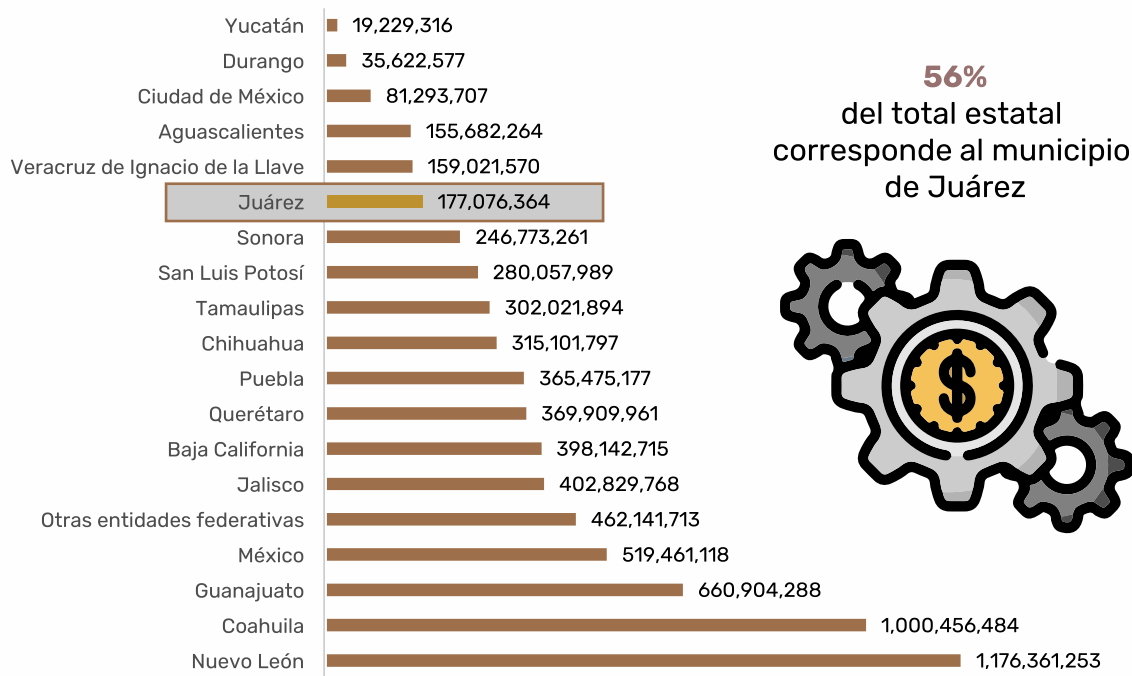 Yucatán 19,229,316
Durango 35,622,577
Ciudad de México 81,293,707
Aguascalientes 155,682,264
Veracruz de Ignacio de la Llave 159,021,570
Juárez 177,076,364
Sonora 246,773,261
San Luis Potosí 280,057,989
Tamaulipas 302,021,894
Chihuahua 315,101,797
Puebla 365,475,177
Querétaro 369,909,961
Baja California 398,142,715
Jalisco 402,829,768
Otras entidades federativas 462,141,713
México 519,461,118
Guanajuato 660,904,288
Coahuila 1,000,456,484
Nuevo León 1,176,361,253
56%
del total estatal
corresponde al municipio
de Juárez
$